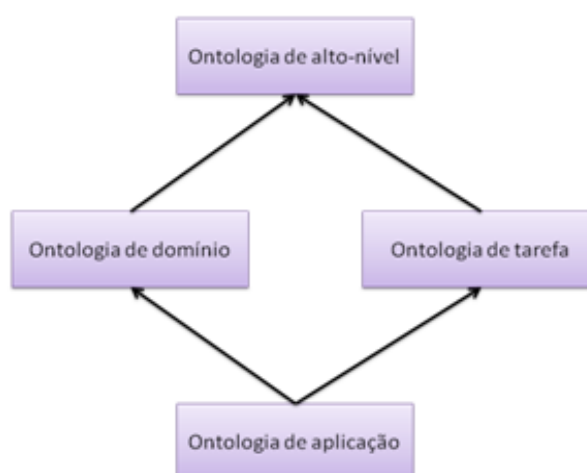 Ontologia de alto-nível
Ontologia de domínio
Ontologia de tarefa
Ontologia de aplicação